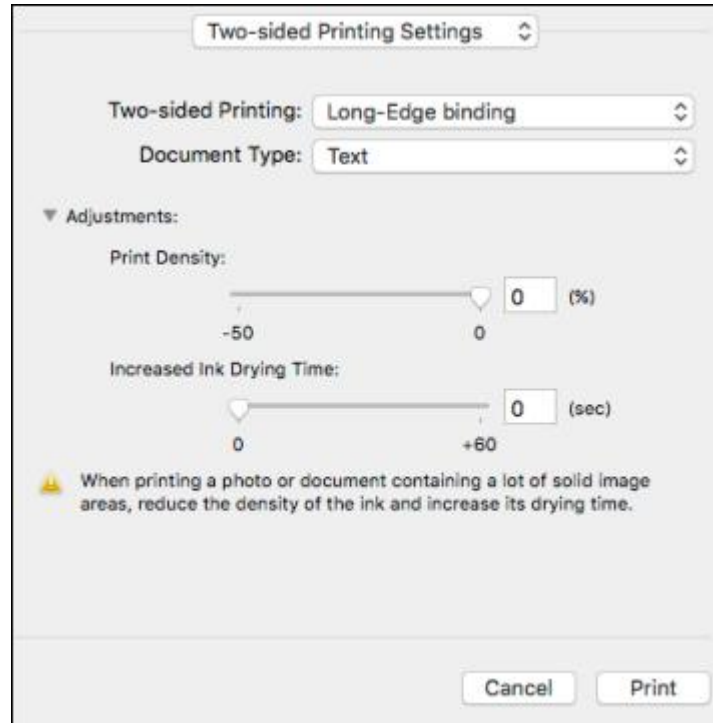 Two-sided Printing Settings
Two-sided Printing: Long-Edge binding
Document Type: Text
Adjustments:
Print Density:
0 (%)
-50 0
Increased Ink Drying Time:
0 (sec)
0 +60
When printing a photo or document containing a lot of solid image
areas, reduce the density of the ink and increase its drying time.
Cancel Print